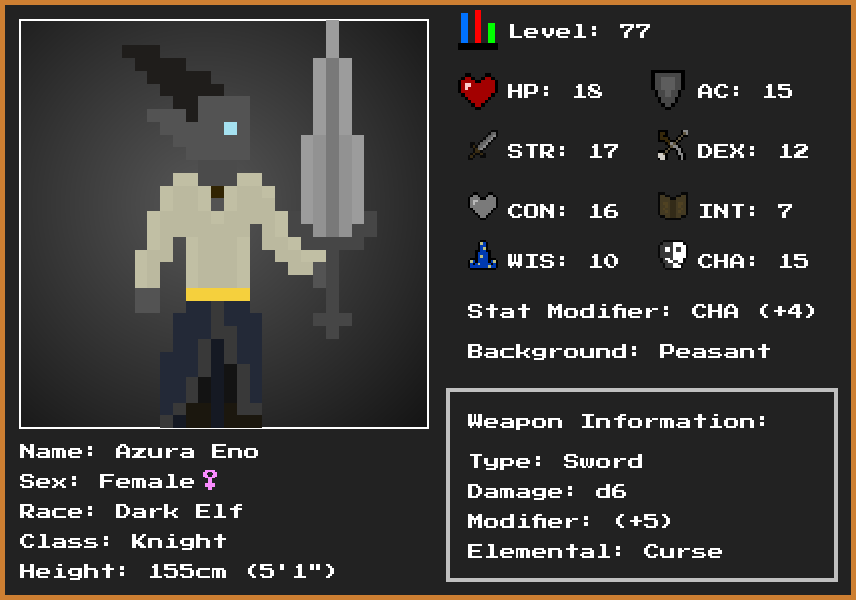 Level: 77
HP: 18
AC: 15
STR: 17
DEX: 12
CON: 16
INT: 7
WIS: 10
CHA: 15
Stat Modifier: CHA (+4)
Background: Peasant
Name: Azura Eno
Sex: Female♀
Race: Dark Elf
Class: Knight
Height: 155cm (5'1")
Weapon Information:
Type: Sword
Damage: d6
Modifier: (+5)
Elemental: Curse